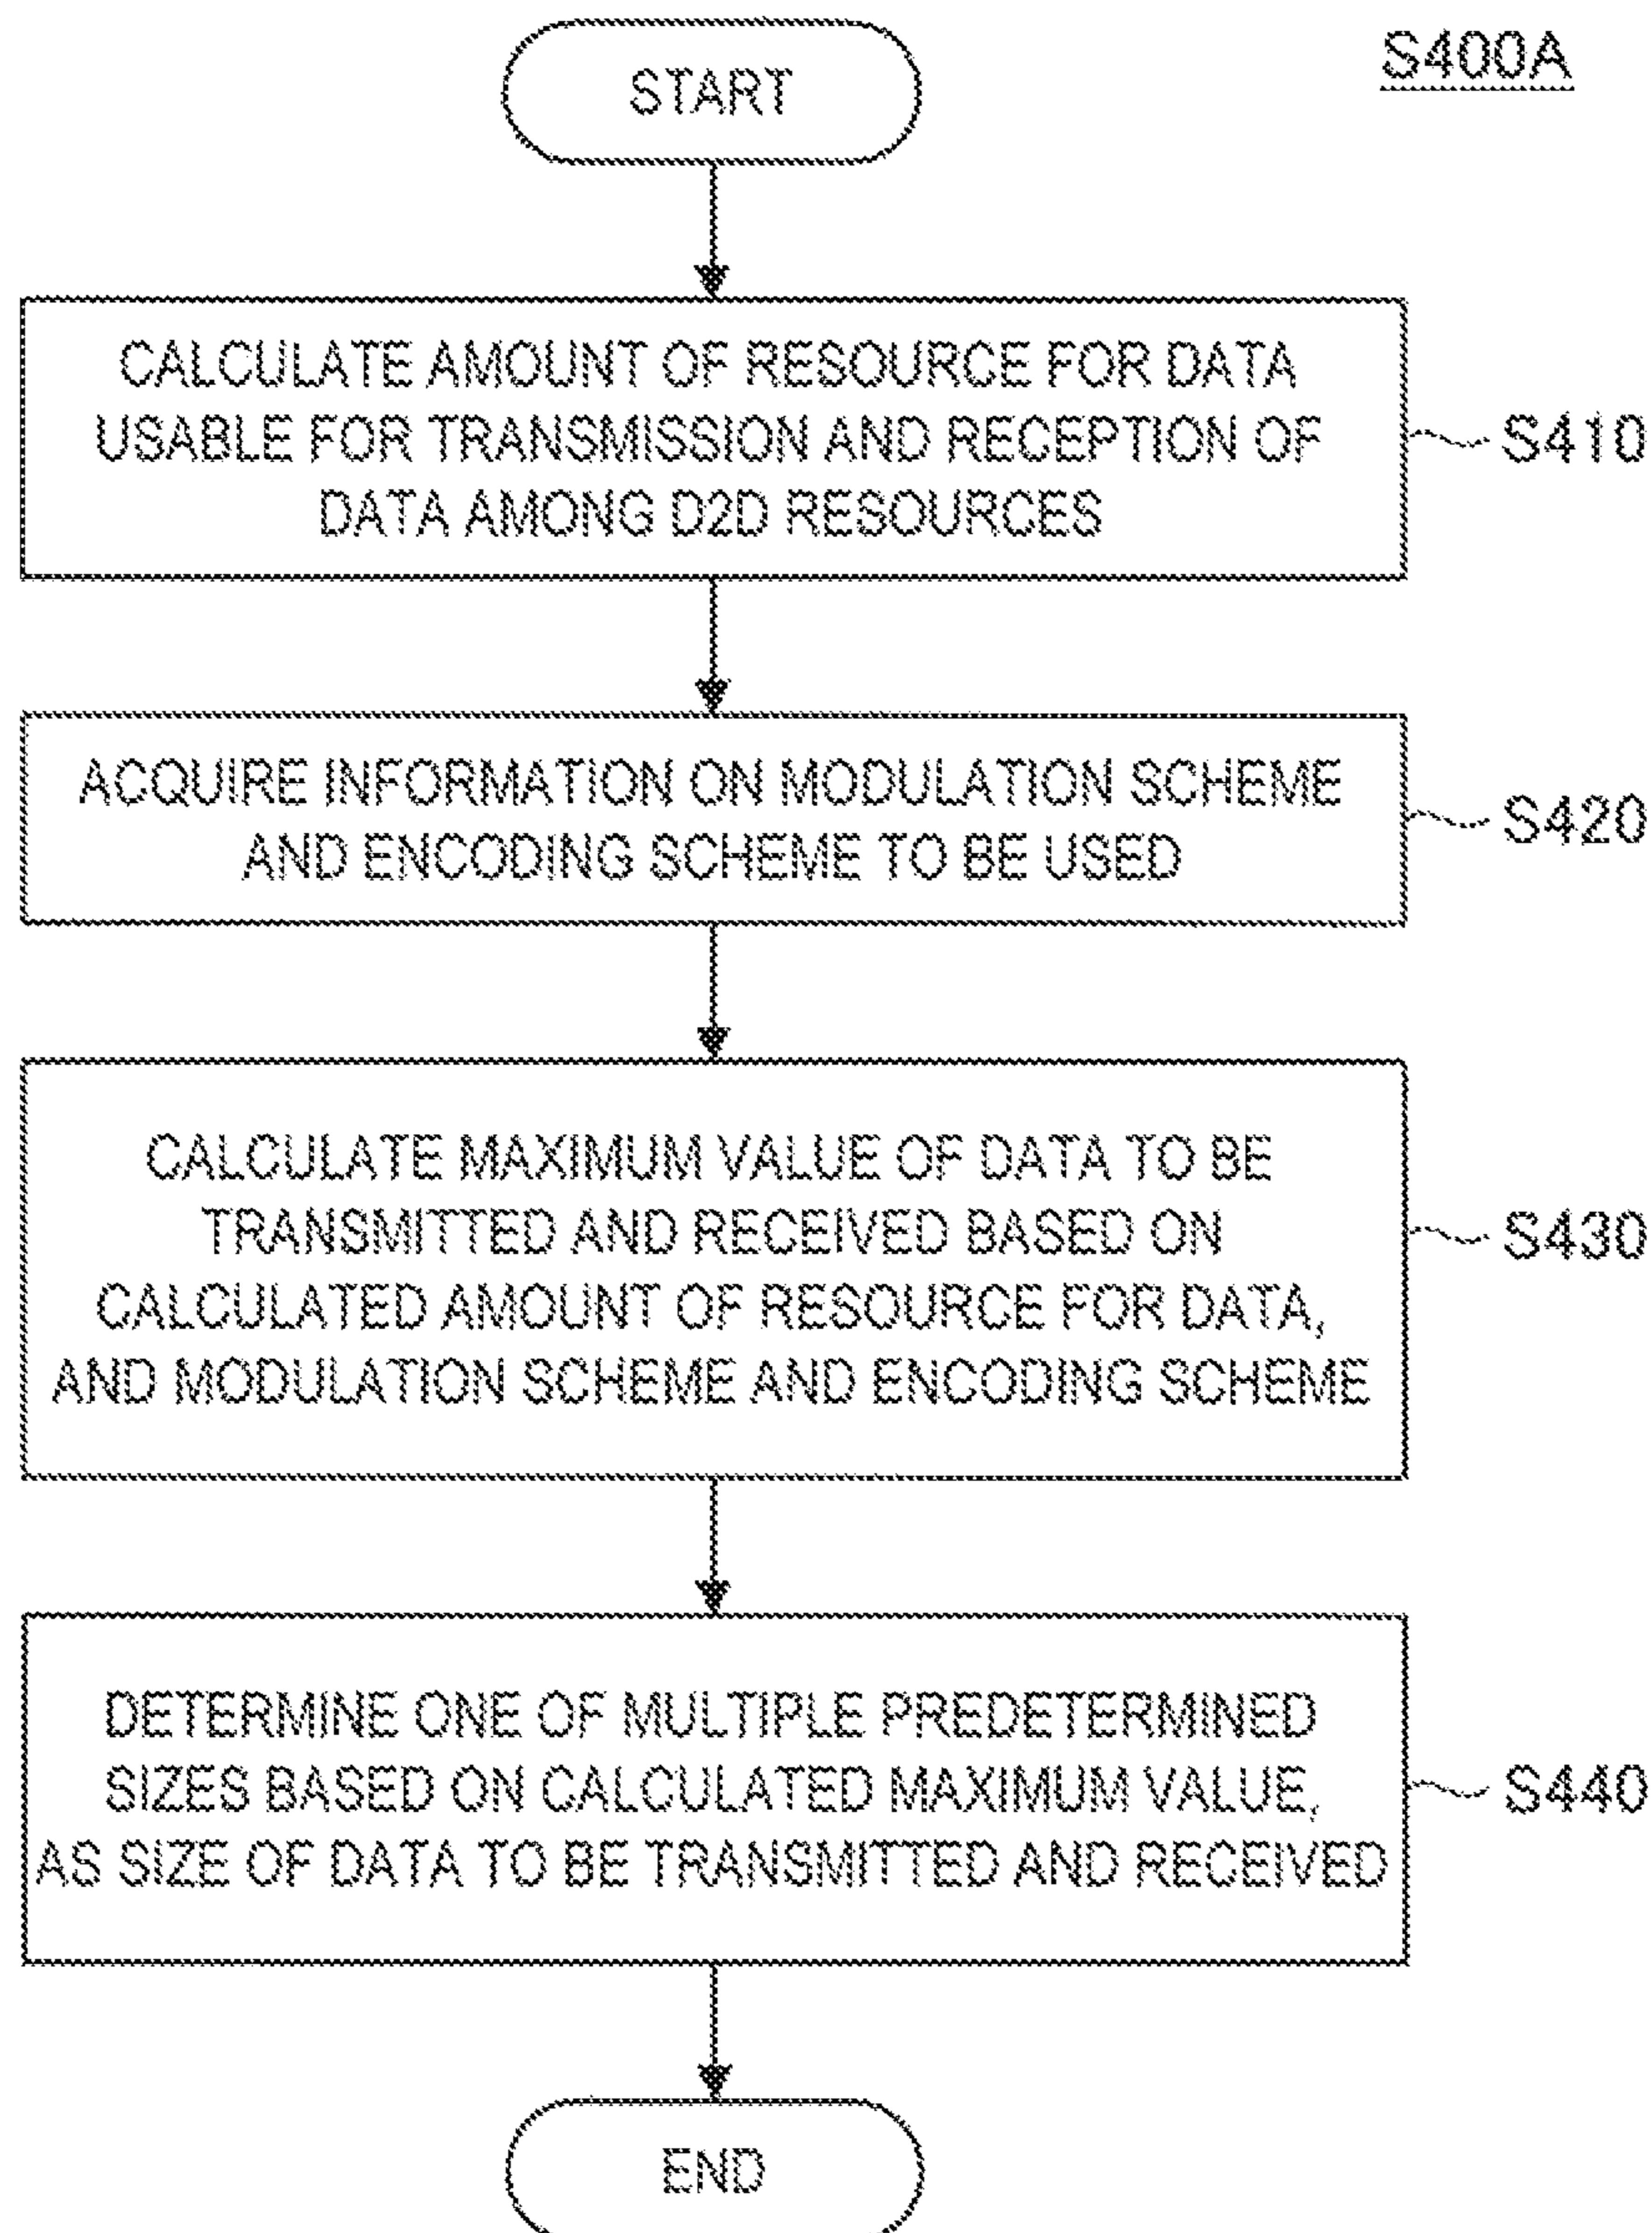 S400A
START
CALCULATE AMOUNT OF RESOURCE FOR DATA
USABLE FOR TRANSMISSION AND RECEPTION OF
DATA AMONG D2D RESOURCES
S410
ACQUIRE INFORMATION ON MODULATION SCHEME
AND ENCODING SCHEME TO BE USED
S420
CALCULATE MAXIMUM VALUE OF DATA TO BE
TRANSMITTED AND RECEIVED BASED ON
CALCULATED AMOUNT OF RESOURCE FOR DATA,
AND MODULATION SCHEME AND ENCODING SCHEME
S430
DETERMINE ONE OF MULTIPLE PREDETERMINED
SIZES BASED ON CALCULATED MAXIMUM VALUE,
AS SIZE OF DATA TO BE TRANSMITTED AND RECEIVED
S440
END